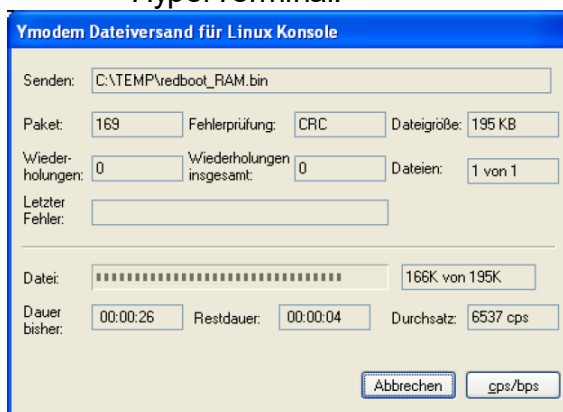 HyperTerminal.
Ymodem Dateiversand für Linux Konsole
Senden: C:\TEMP\redboot_RAM.bin
Paket: 169 Fehlerprüfung: CRC Dateigröße: 195 KB
Wieder-
holungen: 0 Wiederholungen
insgesamt: 0 Dateien: 1 von 1
Letzter
Fehler:
Datei: 166K von 195K
Dauer
bisher: 00:00:26 Restdauer: 00:00:04 Durchsatz: 6537 cps
Abbrechen cps/bps